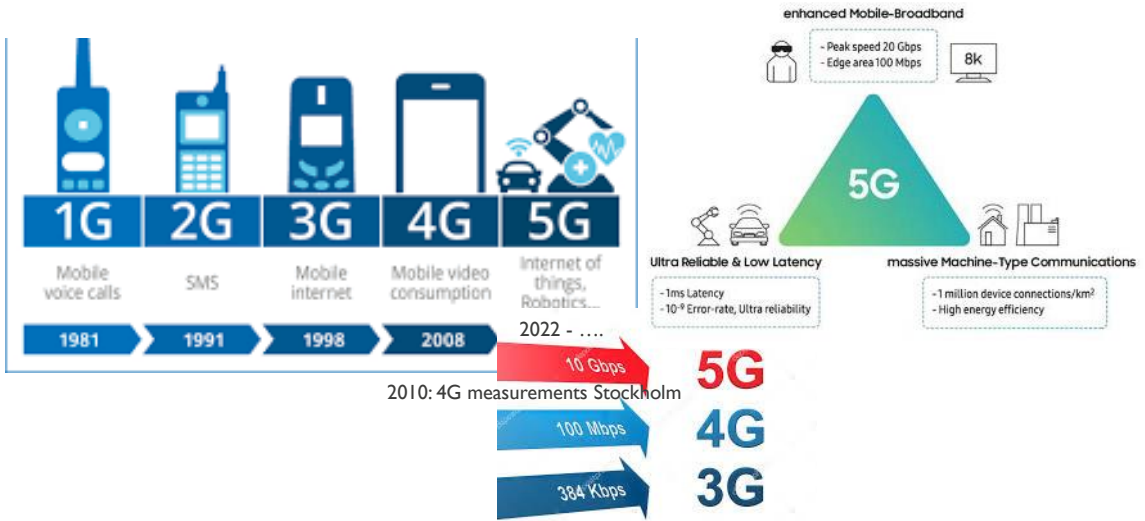 1G
2G
3G
4G
5G
Mobile
voice calls
SMS
Mobile
internet
Mobile video
consumption
Internet of
things,
Robotics...
1981
1991
1998
2008
2022 - ....
2010: 4G measurements Stockholm
10 Gbps
5G
100 Mbps
4G
384 Kbps
3G
enhanced Mobile-Broadband
- Peak speed 20 Gbps
- Edge area 100 Mbps
8k
5G
Ultra Reliable & Low Latency
- 1ms Latency
- 10⁻⁹ Error-rate, Ultra reliability
massive Machine-Type Communications
- 1 million device connections/km²
- High energy efficiency